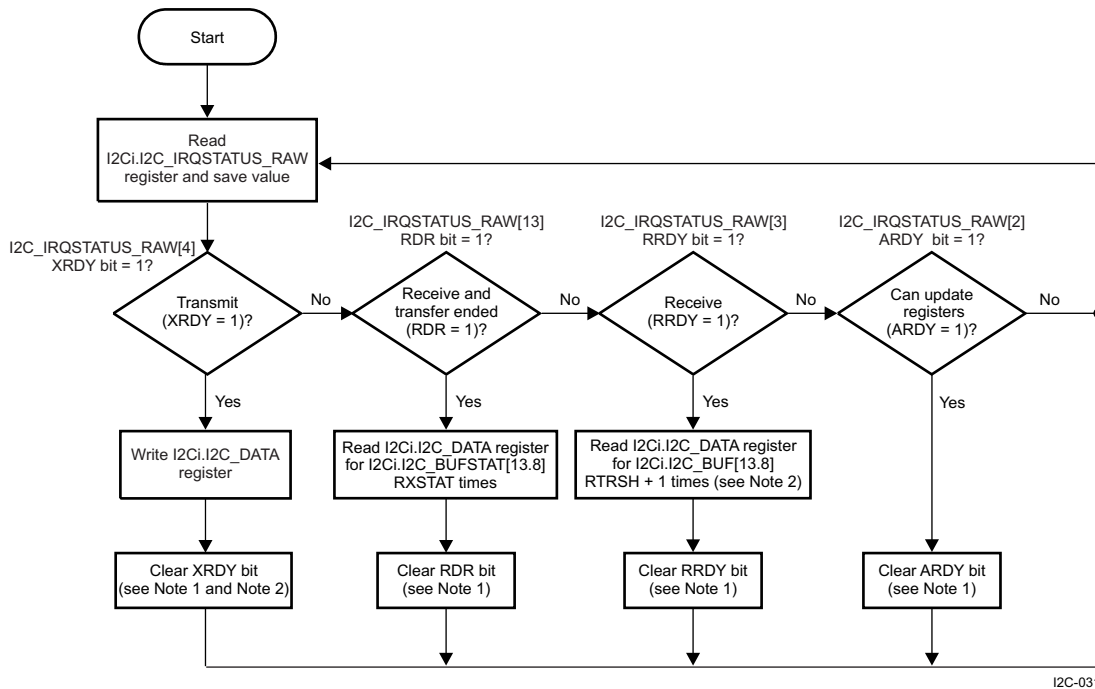 Start
Read
I2Ci.I2C_IRQSTATUS_RAW
register and save value
I2C_IRQSTATUS_RAW[4]
XRDY bit = 1?
I2C_IRQSTATUS_RAW[13]
RDR bit = 1?
I2C_IRQSTATUS_RAW[3]
RRDY bit = 1?
I2C_IRQSTATUS_RAW[2]
ARDY bit = 1?
Transmit
(XRDY = 1)?
No
Receive and
transfer ended
(RDR = 1)?
No
Receive
(RRDY = 1)?
No
Can update
registers
(ARDY = 1)?
No
Yes
Yes
Yes
Yes
Write I2Ci.I2C_DATA
register
Read I2Ci.I2C_DATA register
for I2Ci.I2C_BUFSTAT[13.8]
RXSTAT times
Read I2Ci.I2C_DATA register
for I2Ci.I2C_BUF[13.8]
RTRSH + 1 times (see Note 2)
Clear XRDY bit
(see Note 1 and Note 2)
Clear RDR bit
(see Note 1)
Clear RRDY bit
(see Note 1)
Clear ARDY bit
(see Note 1)